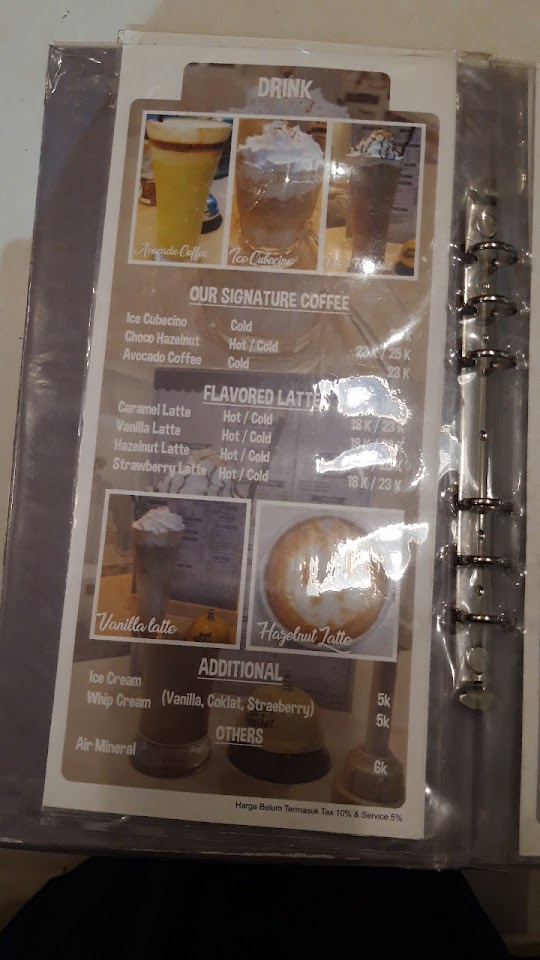 DRINK
Avocado Coffee
Ice Cubecino
OUR SIGNATURE COFFEE
Ice Cubecino Cold K
Choco Hazelnut Hot / Cold 23 K / 25 K
Avocado Coffee Cold 23 K
FLAVORED LATTE
Caramel Latte Hot / Cold 18 K / 23 K
Vanilla Latte Hot / Cold 18 K / 23 K
Hazelnut Latte Hot / Cold K
Strawberry Latte Hot / Cold 18 K / 23 K
Vanilla latte
Hazelnut Latte
ADDITIONAL
Ice Cream 5k
Whip Cream (Vanilla, Coklat, Straeberry) 5k
OTHERS
Air Mineral 6k
Harga Belum Termasuk Tax 10% & Service 5%